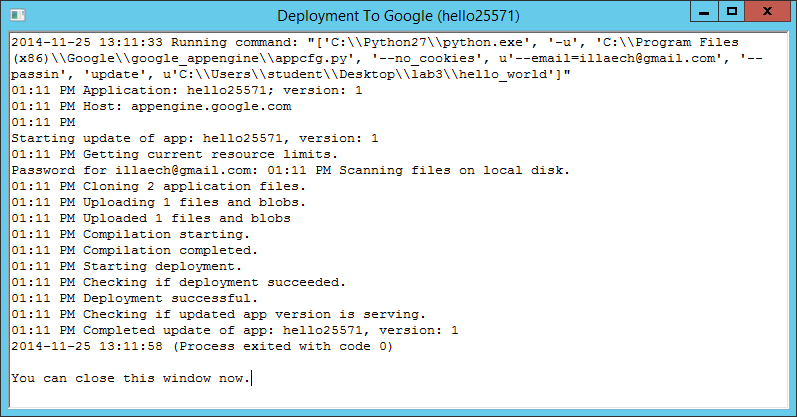 Deployment To Google (hello25571)
2014-11-25 13:11:33 Running command: "['C:\\Python27\\python.exe', '-u', 'C:\\Program Files
(x86)\\Google\\google_appengine\\appcfg.py', '--no_cookies', u'--email=illaech@gmail.com', '--
passin', 'update', u'C:\\Users\\student\\Desktop\\lab3\\hello_world']"
01:11 PM Application: hello25571; version: 1
01:11 PM Host: appengine.google.com
01:11 PM
Starting update of app: hello25571, version: 1
01:11 PM Getting current resource limits.
Password for illaech@gmail.com: 01:11 PM Scanning files on local disk.
01:11 PM Cloning 2 application files.
01:11 PM Uploading 1 files and blobs.
01:11 PM Uploaded 1 files and blobs
01:11 PM Compilation starting.
01:11 PM Compilation completed.
01:11 PM Starting deployment.
01:11 PM Checking if deployment succeeded.
01:11 PM Deployment successful.
01:11 PM Checking if updated app version is serving.
01:11 PM Completed update of app: hello25571, version: 1
2014-11-25 13:11:58 (Process exited with code 0)
You can close this window now.